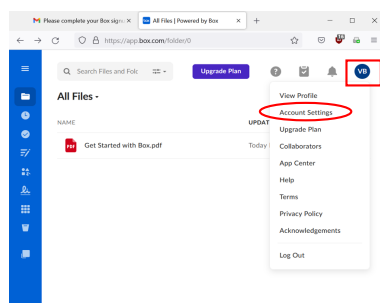 Please complete your Box signu
All Files | Powered by Box
https://app.box.com/folder/0
Search Files and Folc
Upgrade Plan
VB
All Files
View Profile
Account Settings
NAME
UPDAT
Upgrade Plan
PDF
Get Started with Box.pdf
Today
Collaborators
App Center
Help
Terms
Privacy Policy
Acknowledgements
Log Out